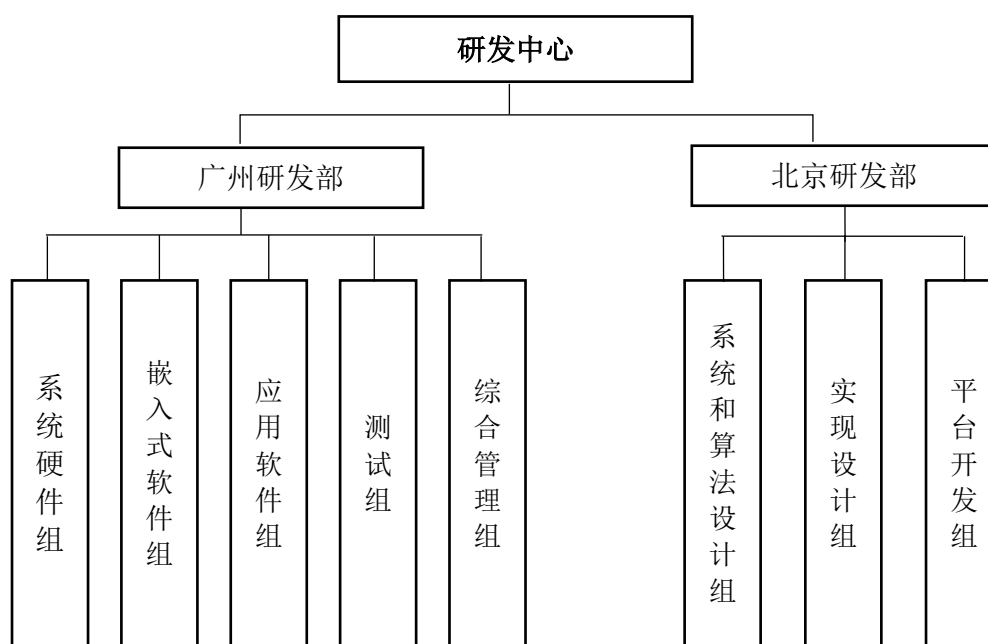 研发中心
广州研发部
北京研发部
系统硬件组
嵌入式软件组
应用软件组
测试组
综合管理组
系统和算法设计组
实现设计组
平台开发组